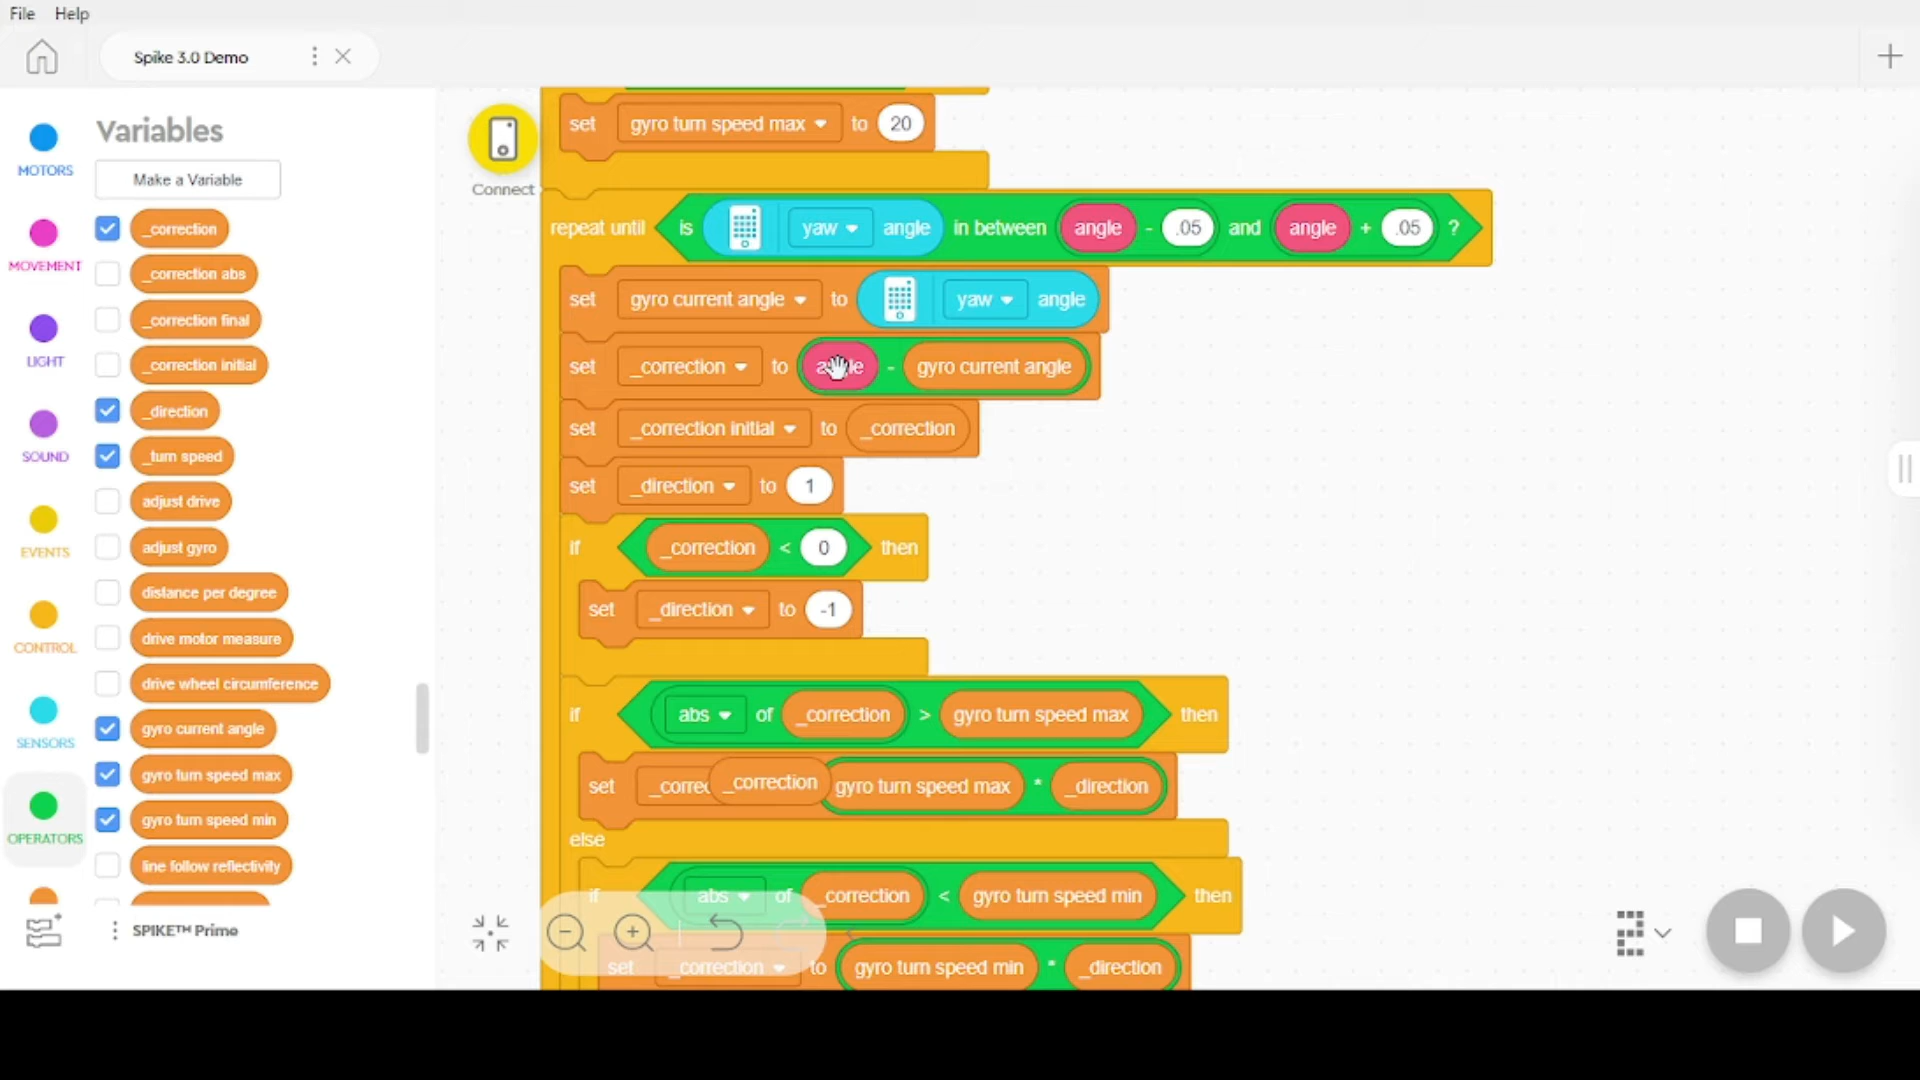 File Help
Spike 3.0 Demo
Variables
Make a Variable
MOTORS
MOVEMENT
LIGHT
SOUND
EVENTS
CONTROL
SENSORS
OPERATORS
_correction
_correction abs
_correction final
_correction initial
_direction
_turn speed
adjust drive
adjust gyro
distance per degree
drive motor measure
drive wheel circumference
gyro current angle
gyro turn speed max
gyro turn speed min
line follow reflectivity
SPIKE™ Prime
Connect
set gyro turn speed max to 20
repeat until is yaw angle in between angle - .05 and angle + .05 ?
set gyro current angle to yaw angle
set _correction to - gyro current angle
set _correction initial to _correction
set _direction to 1
if _correction < 0 then
set _direction to -1
if abs of _correction > gyro turn speed max then
set _correction gyro turn speed max * _direction
else
if abs of _correction < gyro turn speed min then
set _correction to gyro turn speed min * _direction